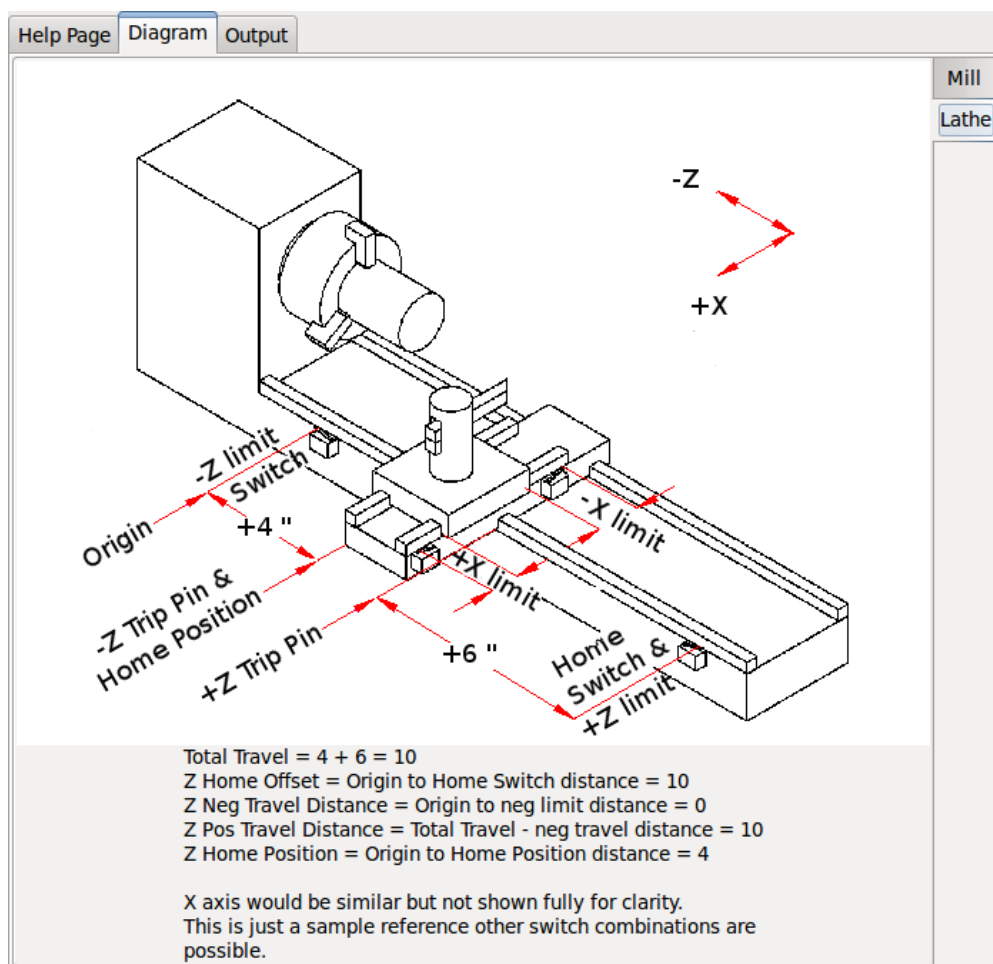 Help Page
Diagram
Output
Mill
Lathe
-Z
+X
-Z limit
Switch
Origin
+4 "
-X limit
+X limit
-Z Trip Pin &
Home Position
+Z Trip Pin
+6 "
Home
Switch &
+Z limit
Total Travel = 4 + 6 = 10
Z Home Offset = Origin to Home Switch distance = 10
Z Neg Travel Distance = Origin to neg limit distance = 0
Z Pos Travel Distance = Total Travel - neg travel distance = 10
Z Home Position = Origin to Home Position distance = 4
X axis would be similar but not shown fully for clarity.
This is just a sample reference other switch combinations are
possible.